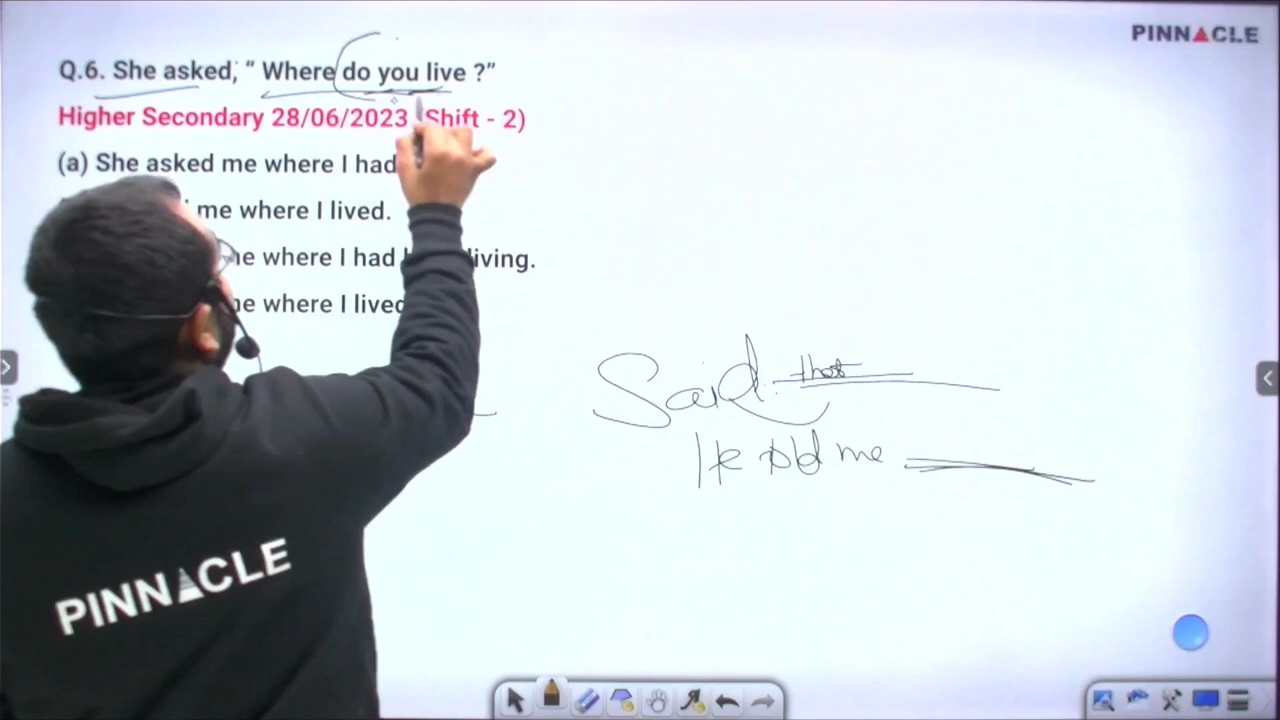 PINNACLE
Q.6. She asked, “ Where do you live ?”
Higher Secondary 28/06/2023 Shift - 2)
(a) She asked me where I had
me where I lived.
where I had living.
where I lived
Said that
He told me
PINNACLE